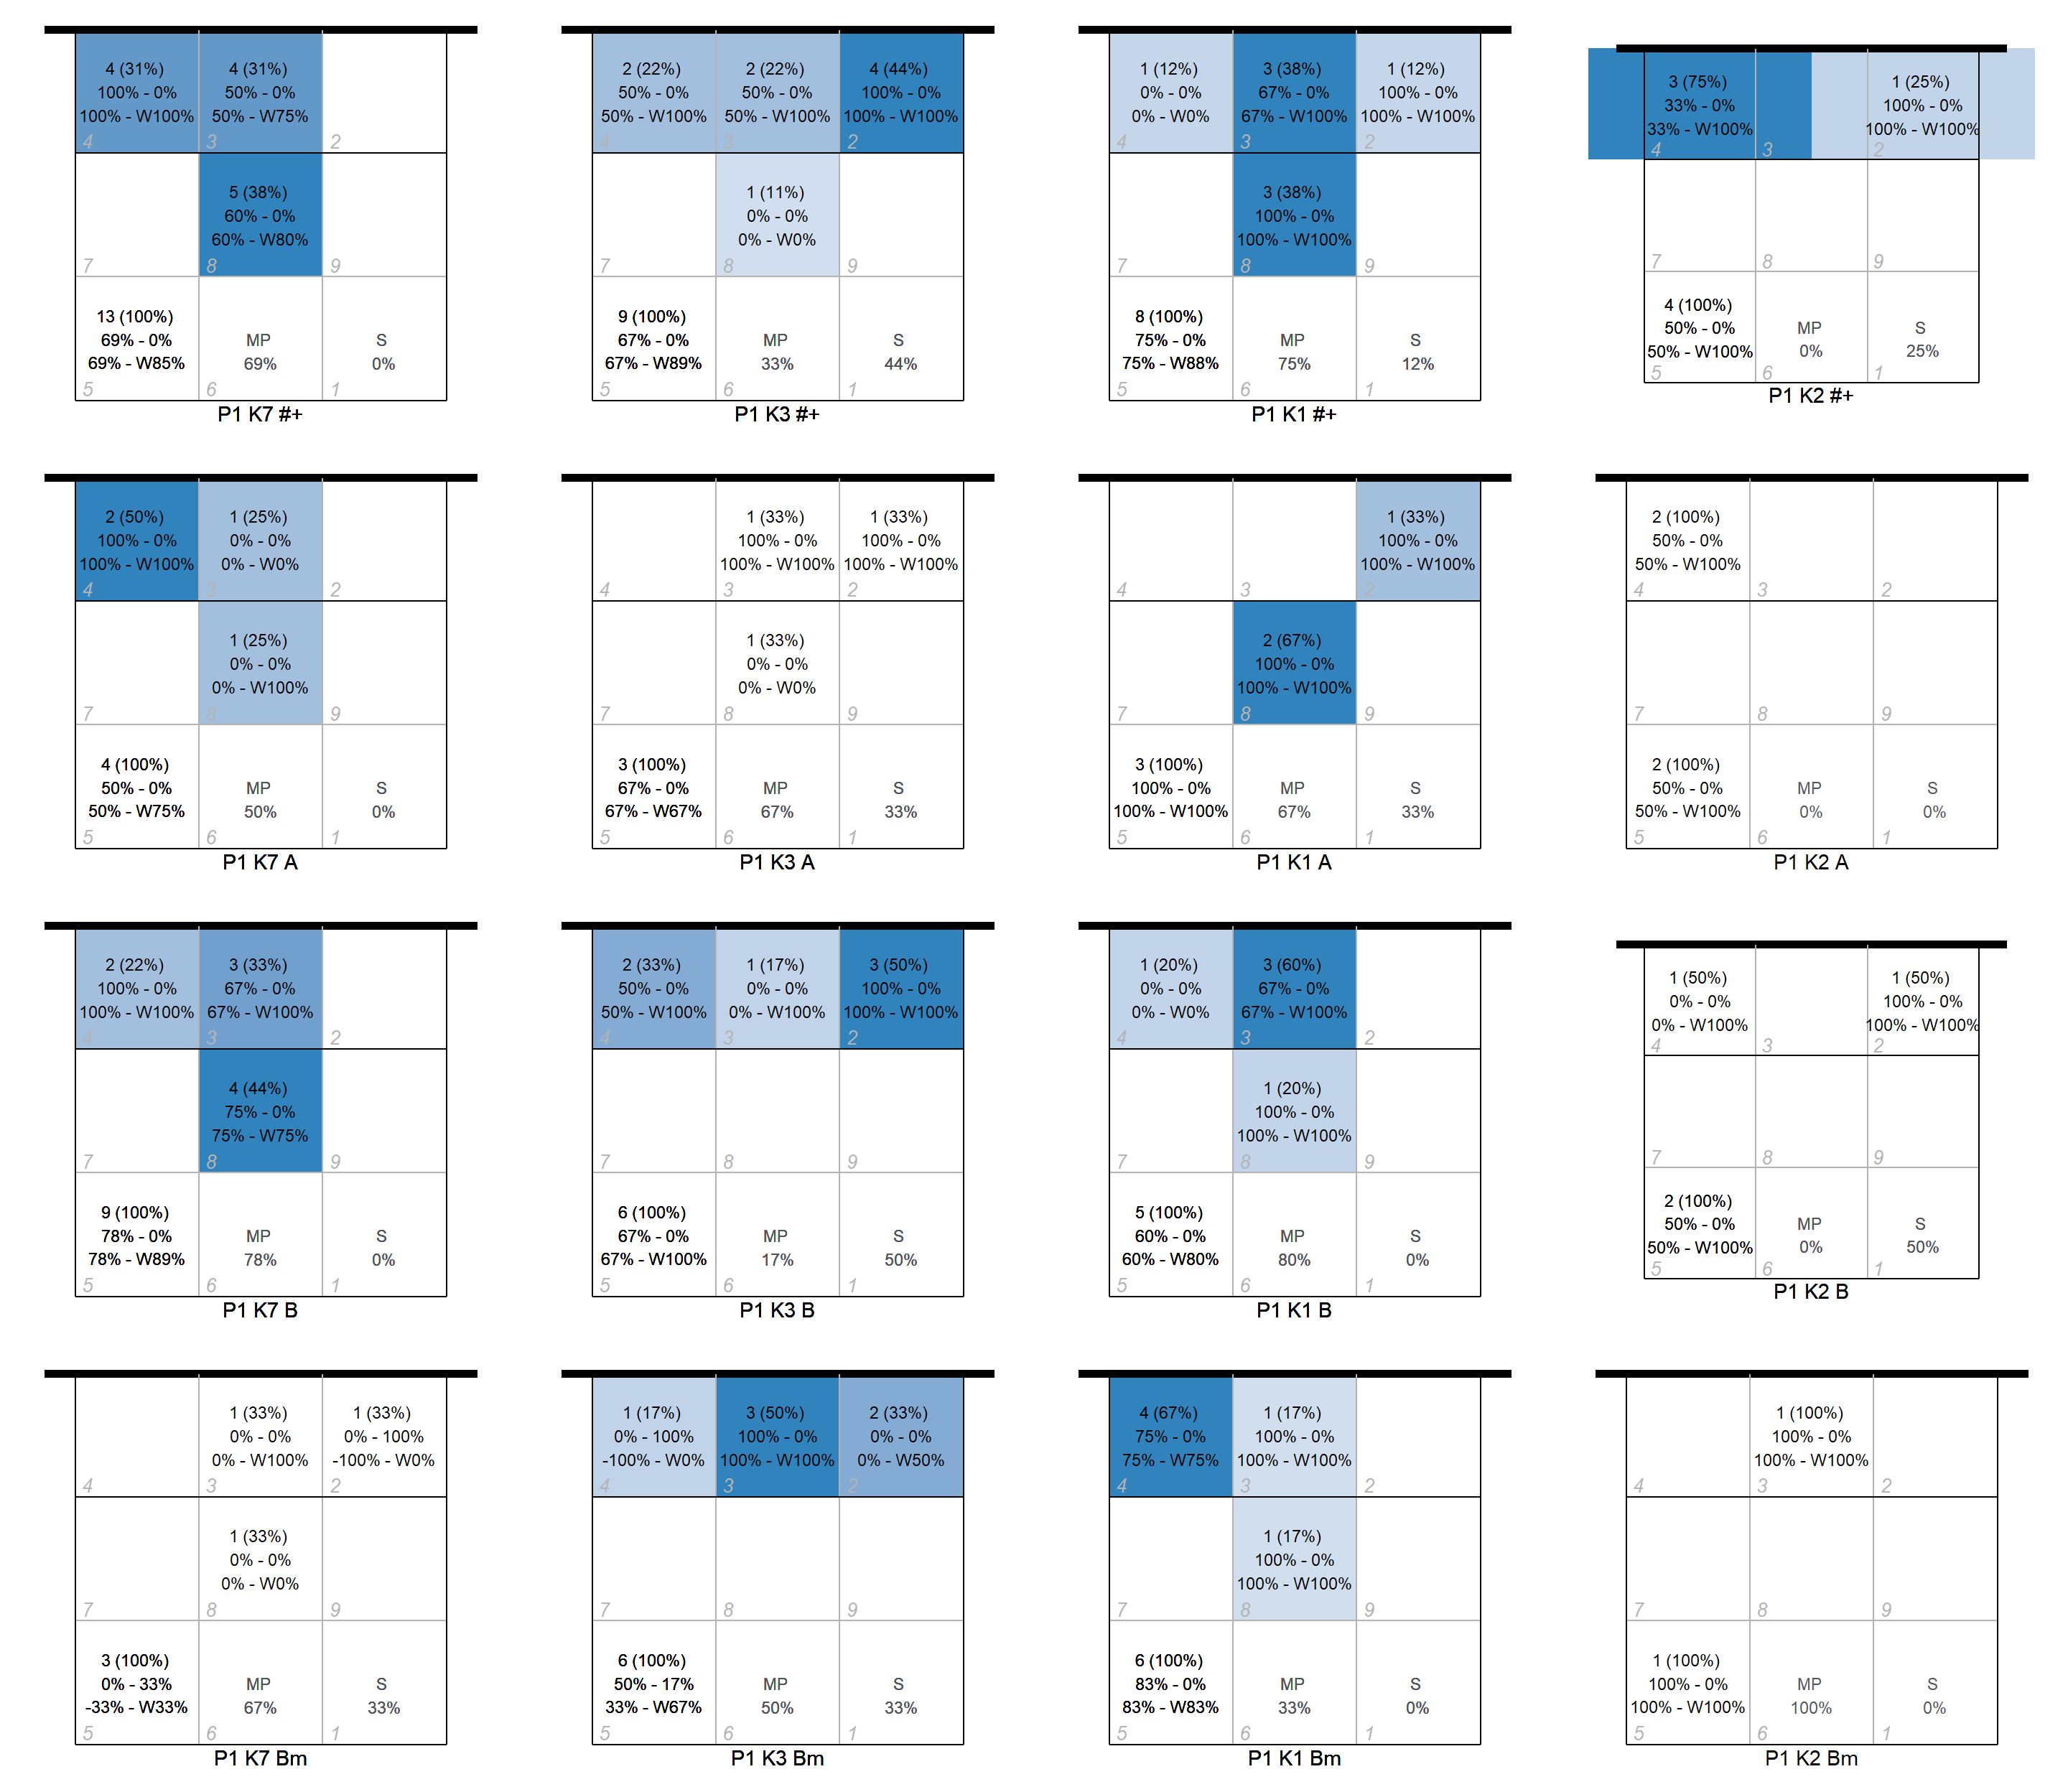 4 (31%)
100% - 0%
100% - W100%
4
4 (31%)
50% - 0%
50% - W75%
3
2
7
5 (38%)
60% - 0%
60% - W80%
8
9
13 (100%)
69% - 0%
69% - W85%
5
MP
69%
6
S
0%
1
P1 K7 #+
2 (22%)
50% - 0%
50% - W100%
4
2 (22%)
50% - 0%
50% - W100%
3
4 (44%)
100% - 0%
100% - W100%
2
7
1 (11%)
0% - 0%
0% - W0%
8
9
9 (100%)
67% - 0%
67% - W89%
5
MP
33%
6
S
44%
1
P1 K3 #+
1 (12%)
0% - 0%
0% - W0%
4
3 (38%)
67% - 0%
67% - W100%
3
1 (12%)
100% - 0%
100% - W100%
2
7
3 (38%)
100% - 0%
100% - W100%
8
9
8 (100%)
75% - 0%
75% - W88%
5
MP
75%
6
S
12%
1
P1 K1 #+
3 (75%)
33% - 0%
33% - W100%
4
3
1 (25%)
100% - 0%
100% - W100%
2
7
8
9
4 (100%)
50% - 0%
50% - W100%
5
MP
0%
6
S
25%
1
P1 K2 #+
2 (50%)
100% - 0%
100% - W100%
4
1 (25%)
0% - 0%
0% - W0%
3
2
7
1 (25%)
0% - 0%
0% - W100%
8
9
4 (100%)
50% - 0%
50% - W75%
5
MP
50%
6
S
0%
1
P1 K7 A
4
1 (33%)
100% - 0%
100% - W100%
3
1 (33%)
100% - 0%
100% - W100%
2
7
1 (33%)
0% - 0%
0% - W0%
8
9
3 (100%)
67% - 0%
67% - W67%
5
MP
67%
6
S
33%
1
P1 K3 A
4
3
1 (33%)
100% - 0%
100% - W100%
2
7
2 (67%)
100% - 0%
100% - W100%
8
9
3 (100%)
100% - 0%
100% - W100%
5
MP
67%
6
S
33%
1
P1 K1 A
2 (100%)
50% - 0%
50% - W100%
4
3
2
7
8
9
2 (100%)
50% - 0%
50% - W100%
5
MP
0%
6
S
0%
1
P1 K2 A
2 (22%)
100% - 0%
100% - W100%
4
3 (33%)
67% - 0%
67% - W100%
3
2
7
4 (44%)
75% - 0%
75% - W75%
8
9
9 (100%)
78% - 0%
78% - W89%
5
MP
78%
6
S
0%
1
P1 K7 B
2 (33%)
50% - 0%
50% - W100%
4
1 (17%)
0% - 0%
0% - W100%
3
3 (50%)
100% - 0%
100% - W100%
2
7
8
9
6 (100%)
67% - 0%
67% - W100%
5
MP
17%
6
S
50%
1
P1 K3 B
1 (20%)
0% - 0%
0% - W0%
4
3 (60%)
67% - 0%
67% - W100%
3
2
7
1 (20%)
100% - 0%
100% - W100%
8
9
5 (100%)
60% - 0%
60% - W80%
5
MP
80%
6
S
0%
1
P1 K1 B
1 (50%)
0% - 0%
0% - W100%
4
3
1 (50%)
100% - 0%
100% - W100%
2
7
8
9
2 (100%)
50% - 0%
50% - W100%
5
MP
0%
6
S
50%
1
P1 K2 B
4
1 (33%)
0% - 0%
0% - W100%
3
1 (33%)
0% - 100%
-100% - W0%
2
7
1 (33%)
0% - 0%
0% - W0%
8
9
3 (100%)
0% - 33%
-33% - W33%
5
MP
67%
6
S
33%
1
P1 K7 Bm
1 (17%)
0% - 100%
-100% - W0%
4
3 (50%)
100% - 0%
100% - W100%
3
2 (33%)
0% - 0%
0% - W50%
2
7
8
9
6 (100%)
50% - 17%
33% - W67%
5
MP
50%
6
S
33%
1
P1 K3 Bm
4 (67%)
75% - 0%
75% - W75%
4
1 (17%)
100% - 0%
100% - W100%
3
2
7
1 (17%)
100% - 0%
100% - W100%
8
9
6 (100%)
83% - 0%
83% - W83%
5
MP
33%
6
S
0%
1
P1 K1 Bm
4
1 (100%)
100% - 0%
100% - W100%
3
2
7
8
9
1 (100%)
100% - 0%
100% - W100%
5
MP
100%
6
S
0%
1
P1 K2 Bm